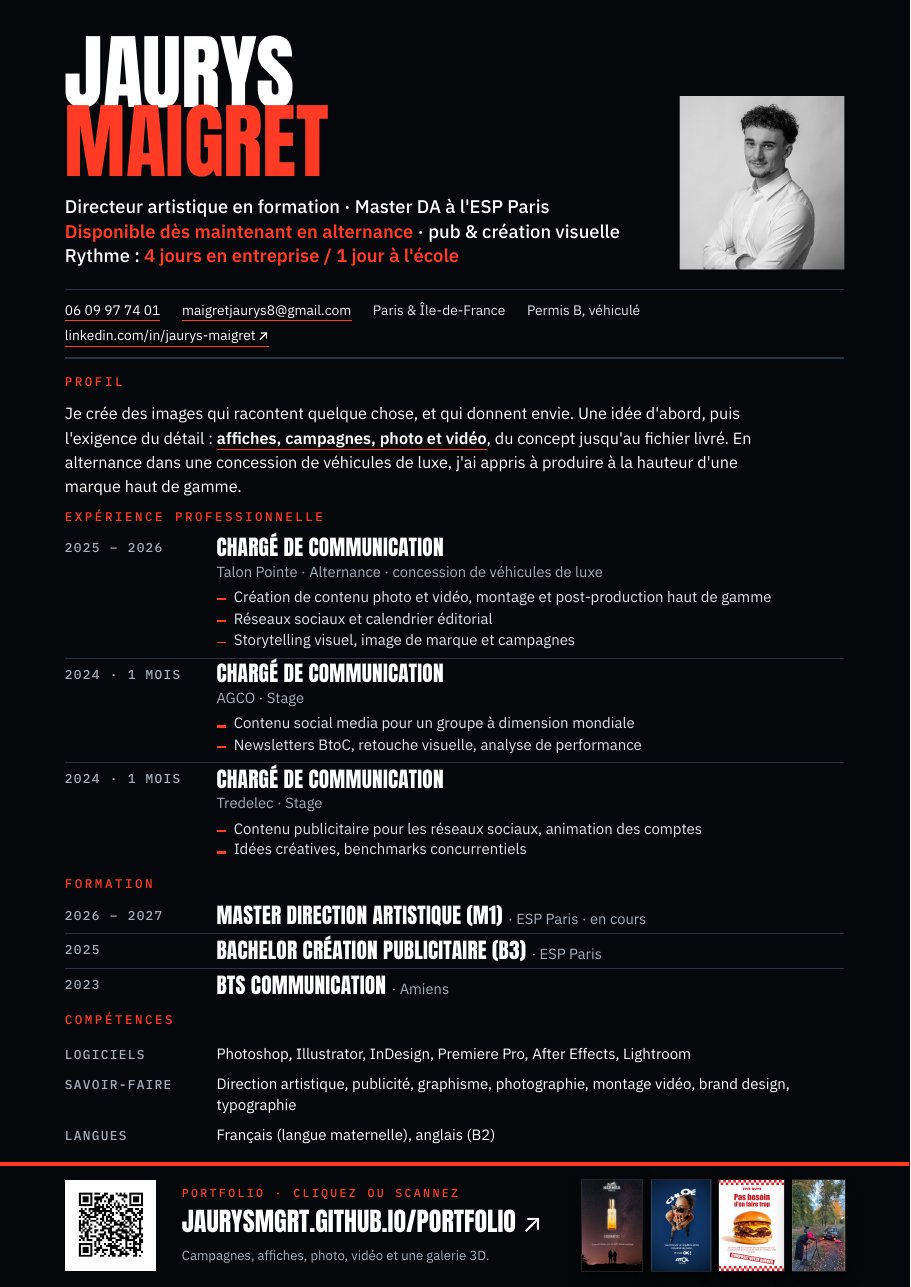 JAURYS
MAIGRET
Directeur artistique en formation · Master DA à l'ESP Paris
Disponible dès maintenant en alternance · pub & création visuelle
Rythme : 4 jours en entreprise / 1 jour à l'école
06 09 97 74 01 maigretjaurys8@gmail.com Paris & Île-de-France Permis B, véhiculé
linkedin.com/in/jaurys-maigret ↗
PROFIL
Je crée des images qui racontent quelque chose, et qui donnent envie. Une idée d'abord, puis
l'exigence du détail : affiches, campagnes, photo et vidéo, du concept jusqu'au fichier livré. En
alternance dans une concession de véhicules de luxe, j'ai appris à produire à la hauteur d'une
marque haut de gamme.
EXPÉRIENCE PROFESSIONNELLE
2025 – 2026 CHARGÉ DE COMMUNICATION
Talon Pointe · Alternance · concession de véhicules de luxe
– Création de contenu photo et vidéo, montage et post-production haut de gamme
– Réseaux sociaux et calendrier éditorial
– Storytelling visuel, image de marque et campagnes
2024 · 1 MOIS CHARGÉ DE COMMUNICATION
AGCO · Stage
– Contenu social media pour un groupe à dimension mondiale
– Newsletters BtoC, retouche visuelle, analyse de performance
2024 · 1 MOIS CHARGÉ DE COMMUNICATION
Tredelec · Stage
– Contenu publicitaire pour les réseaux sociaux, animation des comptes
– Idées créatives, benchmarks concurrentiels
FORMATION
2026 – 2027 MASTER DIRECTION ARTISTIQUE (M1) · ESP Paris · en cours
2025 BACHELOR CRÉATION PUBLICITAIRE (B3) · ESP Paris
2023 BTS COMMUNICATION · Amiens
COMPÉTENCES
LOGICIELS Photoshop, Illustrator, InDesign, Premiere Pro, After Effects, Lightroom
SAVOIR-FAIRE Direction artistique, publicité, graphisme, photographie, montage vidéo, brand design,
typographie
LANGUES Français (langue maternelle), anglais (B2)
PORTFOLIO · CLIQUEZ OU SCANNEZ
JAURYSMGRT.GITHUB.IO/PORTFOLIO ↗
Campagnes, affiches, photo, vidéo et une galerie 3D.
Pas besoin
d'en faire trop